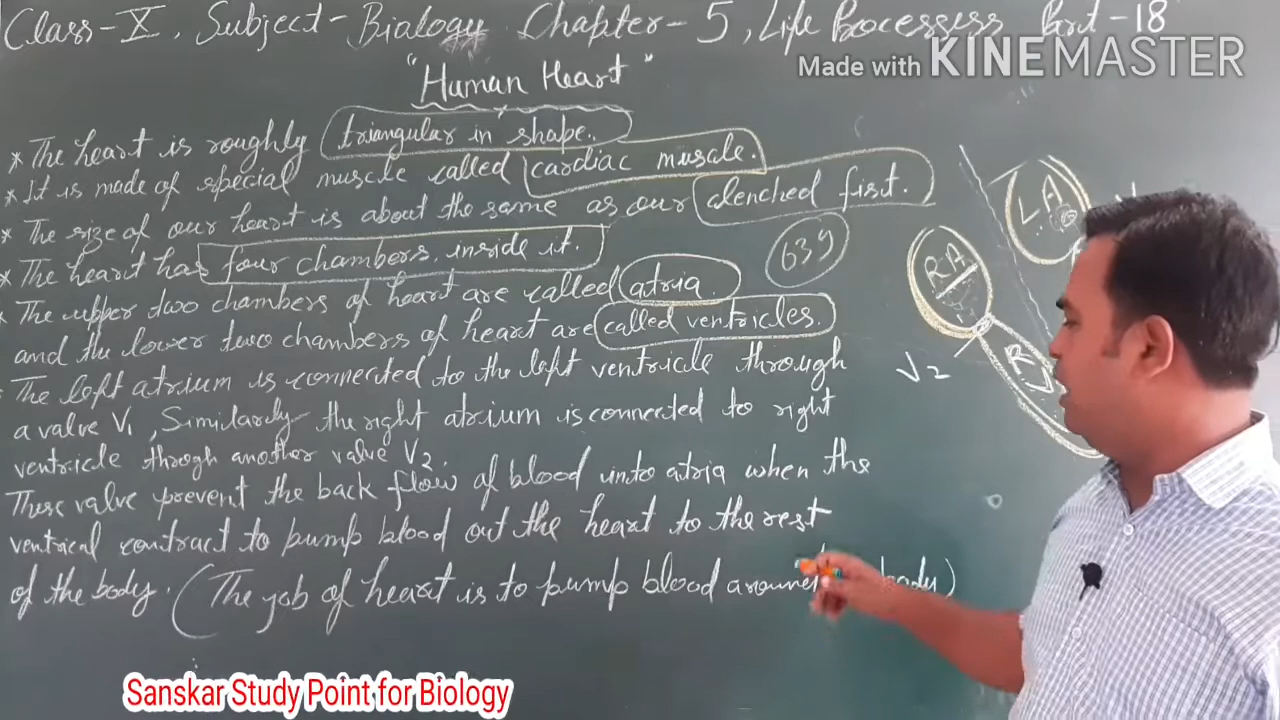 Class-X, Subject-Biology Chapter-5, Life Processess Part-18
Made with KINEMASTER
"Human Heart"
* The heart is roughly triangular in shape.
* It is made of special muscle called cardiac muscle.
* The size of our heart is about the same as our clenched fist.
* The heart has four chambers inside it.
The upper two chambers of heart are called atria
and the lower two chambers of heart are called ventricles.
The left atrium is connected to the left ventricle through
a valve V1, Similarly the right atrium is connected to right
ventricle throgh another valve V2.
These valve prevent the back flow of blood into atria when the
ventrical contract to pump blood out the heart to the rest
of the body. (The job of heart is to pump blood around body)
639
LA
RA
V2
RV
Sanskar Study Point for Biology